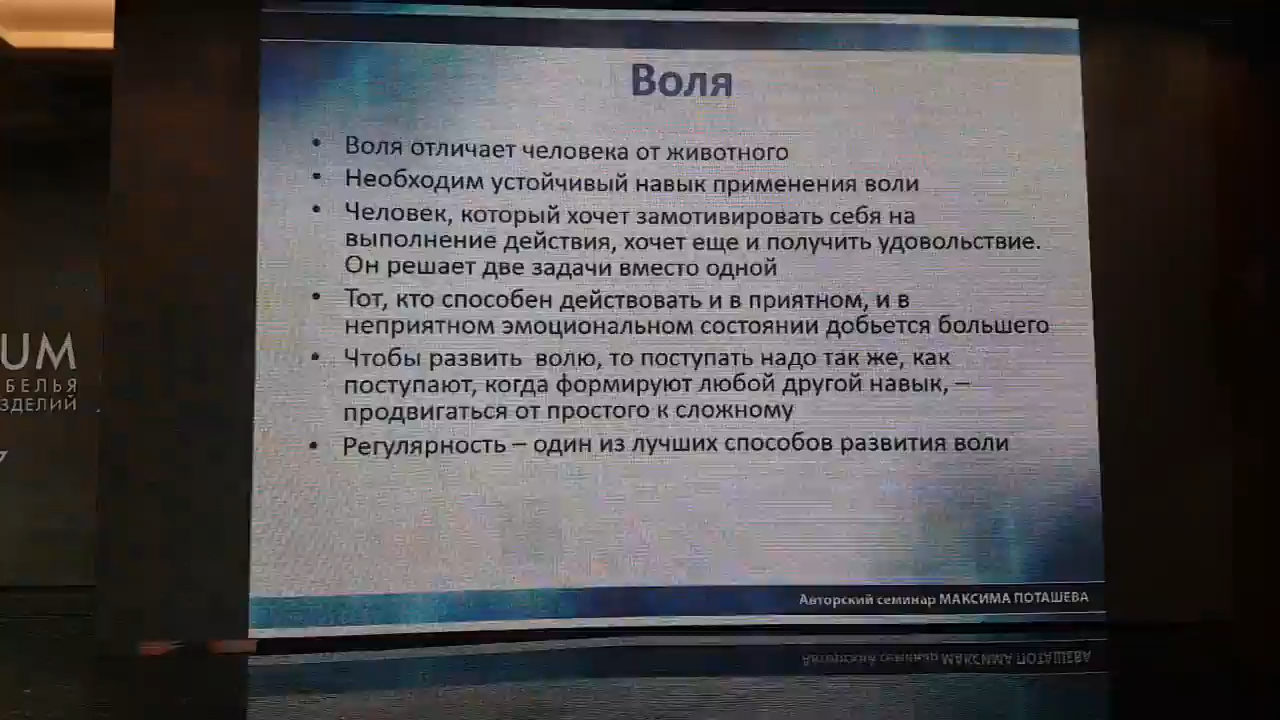 Воля
• Воля отличает человека от животного
• Необходим устойчивый навык применения воли
• Человек, который хочет замотивировать себя на
выполнение действия, хочет еще и получить удовольствие.
Он решает две задачи вместо одной
• Тот, кто способен действовать и в приятном, и в
неприятном эмоциональном состоянии добьется большего
• Чтобы развить волю, то поступать надо так же, как
поступают, когда формируют любой другой навык, –
продвигаться от простого к сложному
• Регулярность – один из лучших способов развития воли
Авторский семинар МАКСИМА ПОТАШЕВА
UM
БЕЛЬЯ
ЗДЕЛИЙ